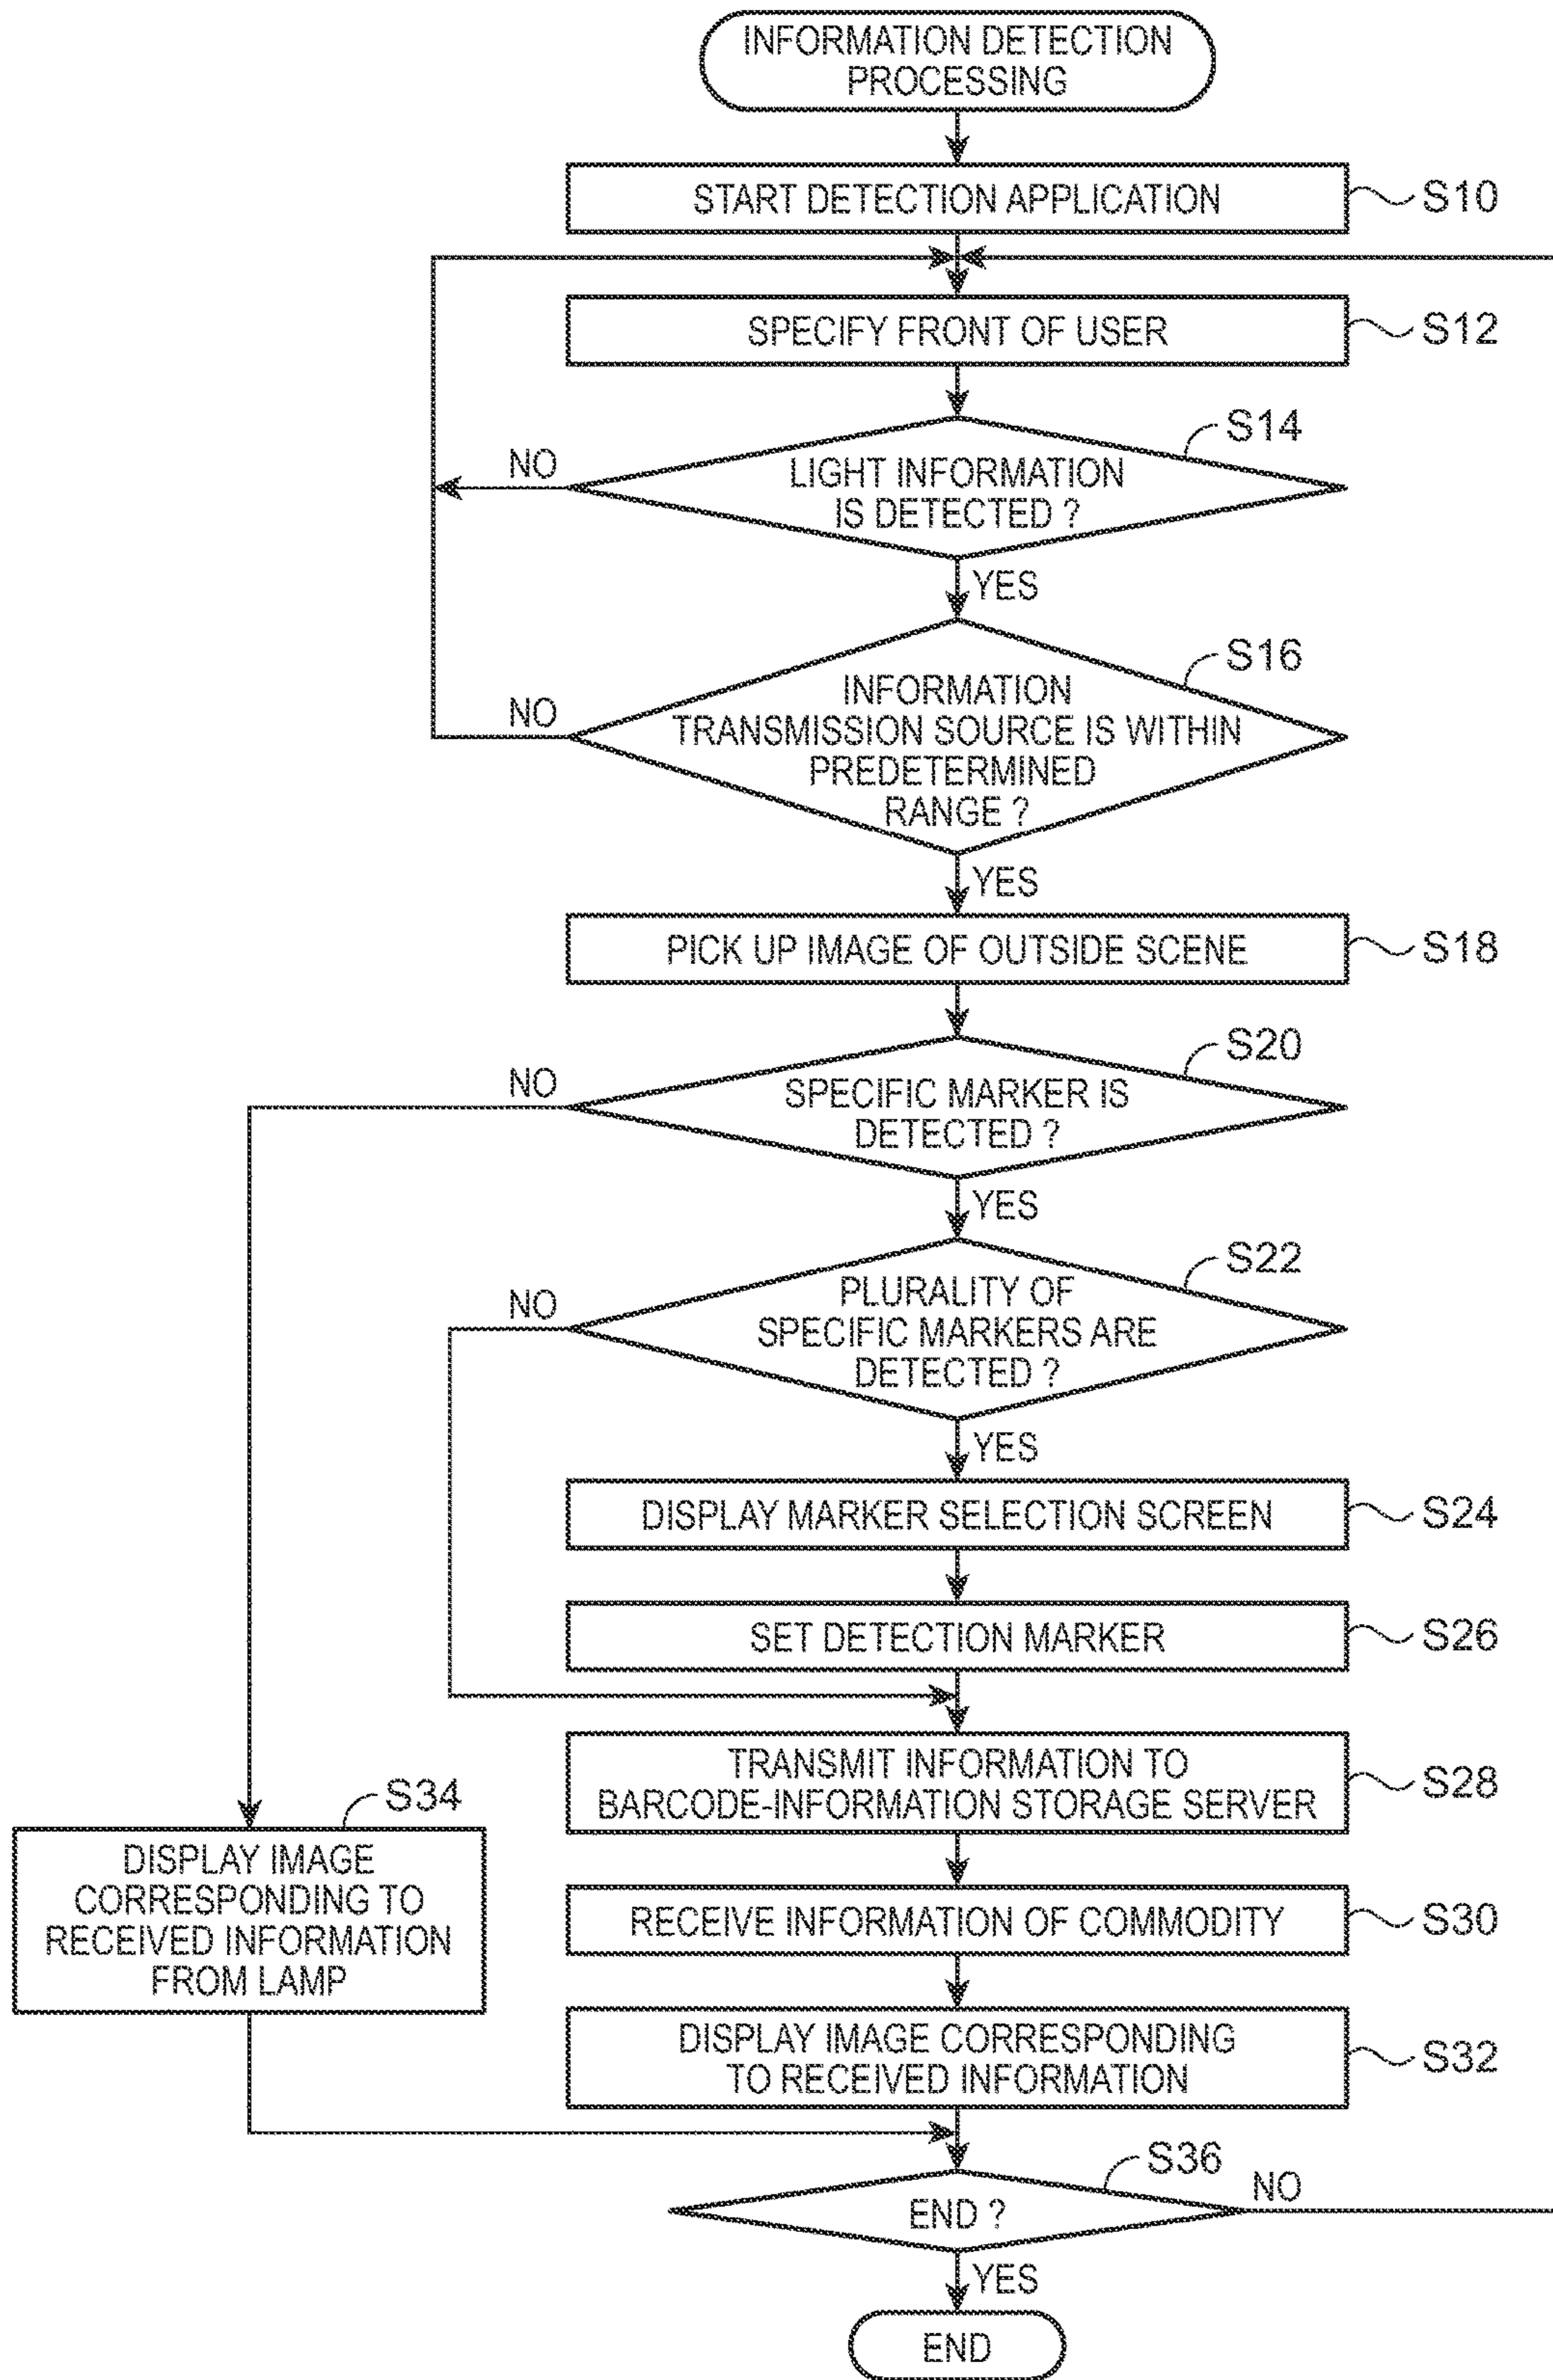 INFORMATION DETECTION
PROCESSING
START DETECTION APPLICATION
S10
SPECIFY FRONT OF USER
S12
S14
NO
LIGHT INFORMATION
IS DETECTED ?
YES
S16
NO
INFORMATION
TRANSMISSION SOURCE IS WITHIN
PREDETERMINED
RANGE ?
YES
PICK UP IMAGE OF OUTSIDE SCENE
S18
S20
NO
SPECIFIC MARKER IS
DETECTED ?
YES
S22
NO
PLURALITY OF
SPECIFIC MARKERS ARE
DETECTED ?
YES
DISPLAY MARKER SELECTION SCREEN
S24
SET DETECTION MARKER
S26
TRANSMIT INFORMATION TO
BARCODE-INFORMATION STORAGE SERVER
S28
S34
DISPLAY IMAGE
CORRESPONDING TO
RECEIVED INFORMATION
FROM LAMP
RECEIVE INFORMATION OF COMMODITY
S30
DISPLAY IMAGE CORRESPONDING
TO RECEIVED INFORMATION
S32
S36
END ?
NO
YES
END